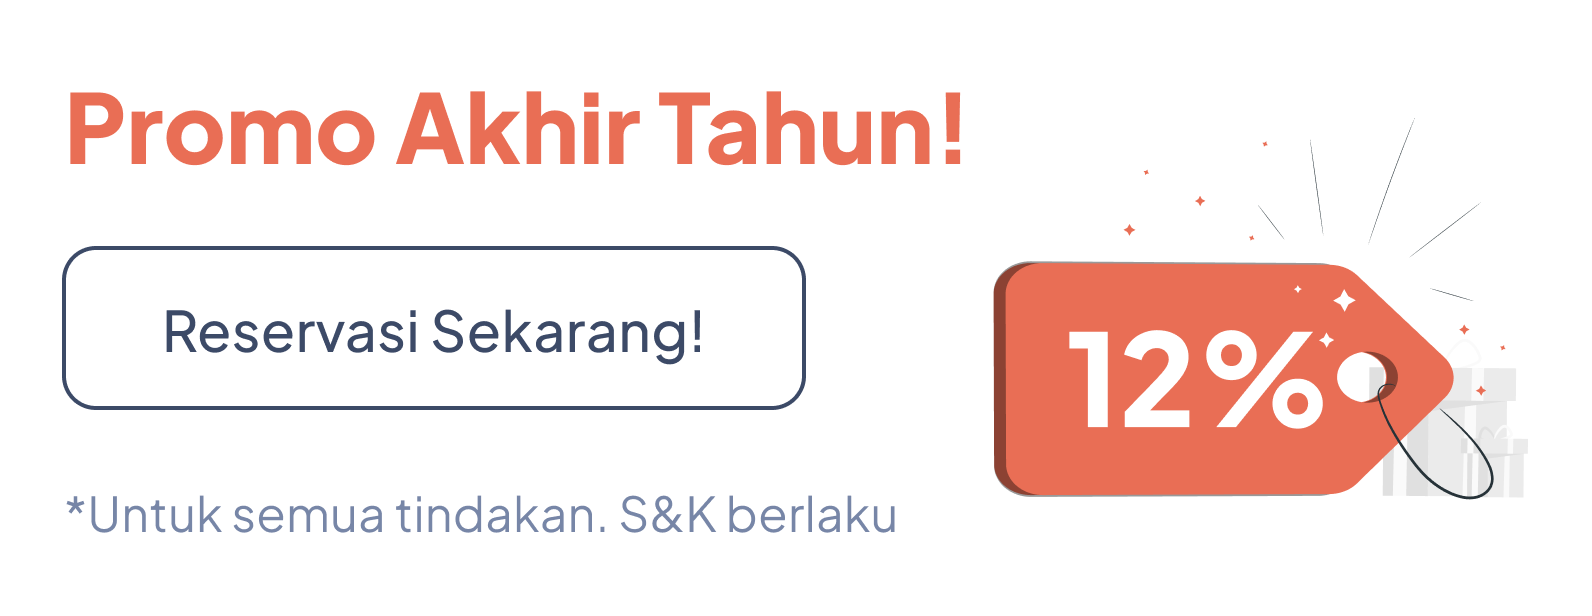 Promo Akhir Tahun!
Reservasi Sekarang!
12%
*Untuk semua tindakan. S&K berlaku